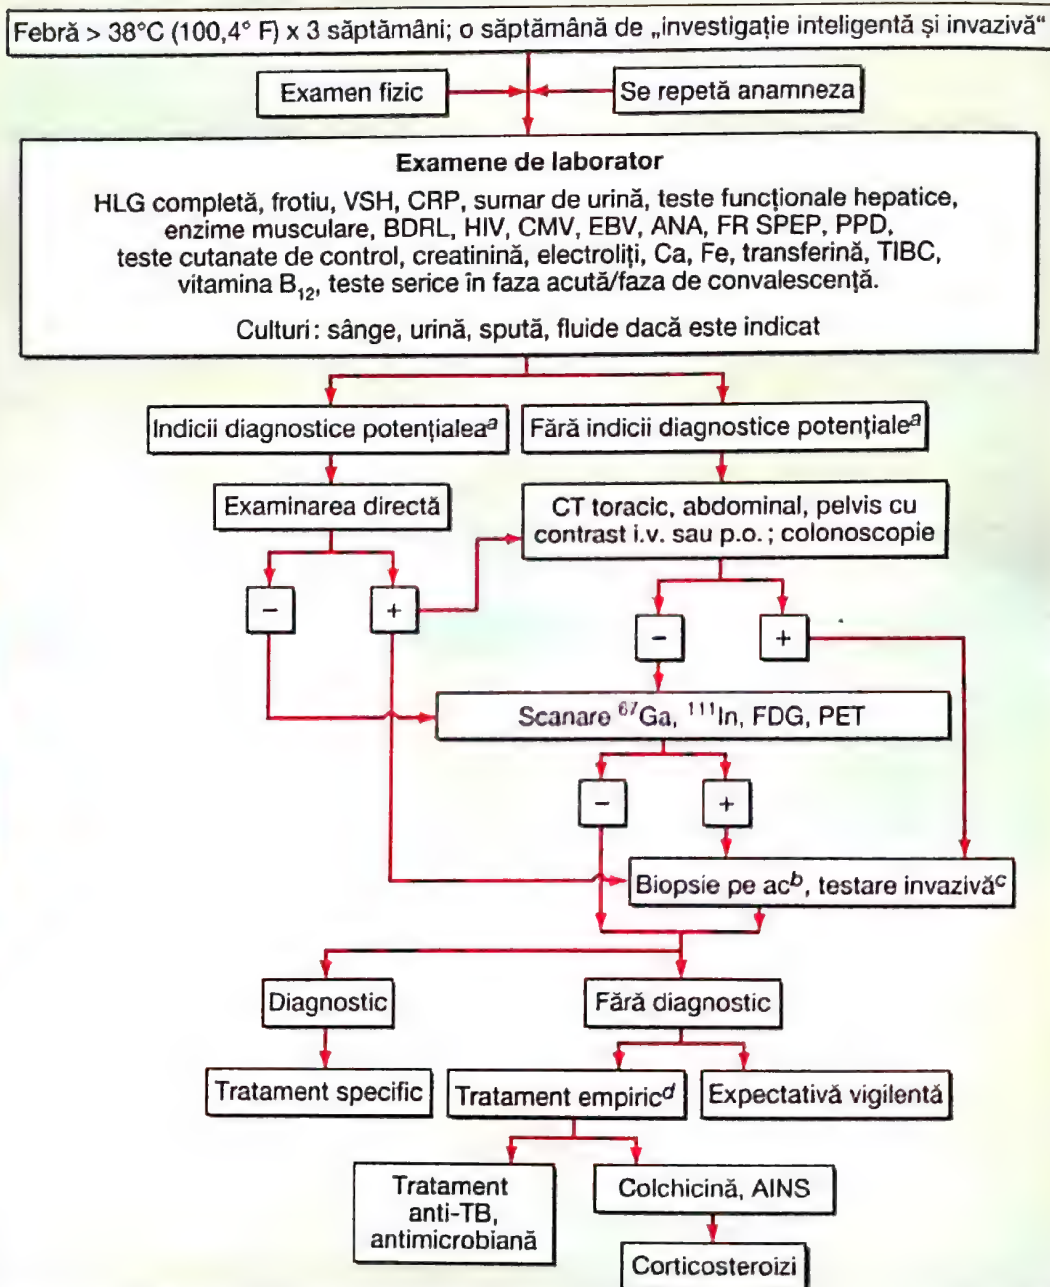 Febră > 38°C (100,4° F) x 3 săptămâni; o săptămână de „investigație inteligentă și invazivă“
Examen fizic
Se repetă anamneza
Examene de laborator
HLG completă, frotiu, VSH, CRP, sumar de urină, teste funcționale hepatice,
enzime musculare, BDRL, HIV, CMV, EBV, ANA, FR SPEP, PPD,
teste cutanate de control, creatinină, electroliți, Ca, Fe, transferină, TIBC,
vitamina B₁₂, teste serice în faza acută/faza de convalescență.
Culturi: sânge, urină, spută, fluide dacă este indicat
Indicii diagnostice potențialeaᵃ
Fără indicii diagnostice potențialeᵃ
Examinarea directă
CT toracic, abdominal, pelvis cu
contrast i.v. sau p.o.; colonoscopie
−
+
−
+
Scanare ⁶⁷Ga, ¹¹¹In, FDG, PET
−
+
Biopsie pe acᵇ, testare invazivăᶜ
Diagnostic
Fără diagnostic
Tratament specific
Tratament empiricᵈ
Expectativă vigilentă
Tratament
anti-TB,
antimicrobiană
Colchicină, AINS
Corticosteroizi